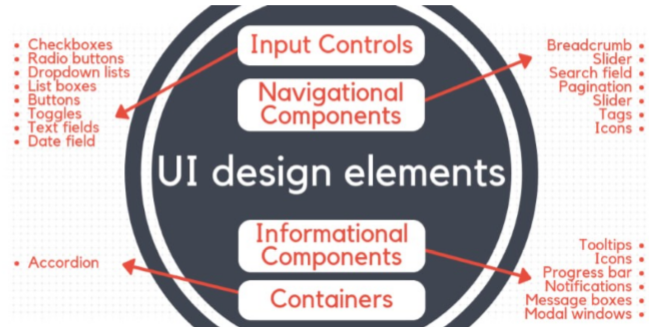 Input Controls
• Checkboxes
• Radio buttons
• Dropdown lists
• List boxes
• Buttons
• Toggles
• Text fields
• Date field
Navigational
Components
Breadcrumb •
Slider •
Search field •
Pagination •
Slider •
Tags •
Icons •
UI design elements
Informational
Components
Tooltips •
Icons •
Progress bar •
Notifications •
Message boxes •
Modal windows •
Containers
• Accordion